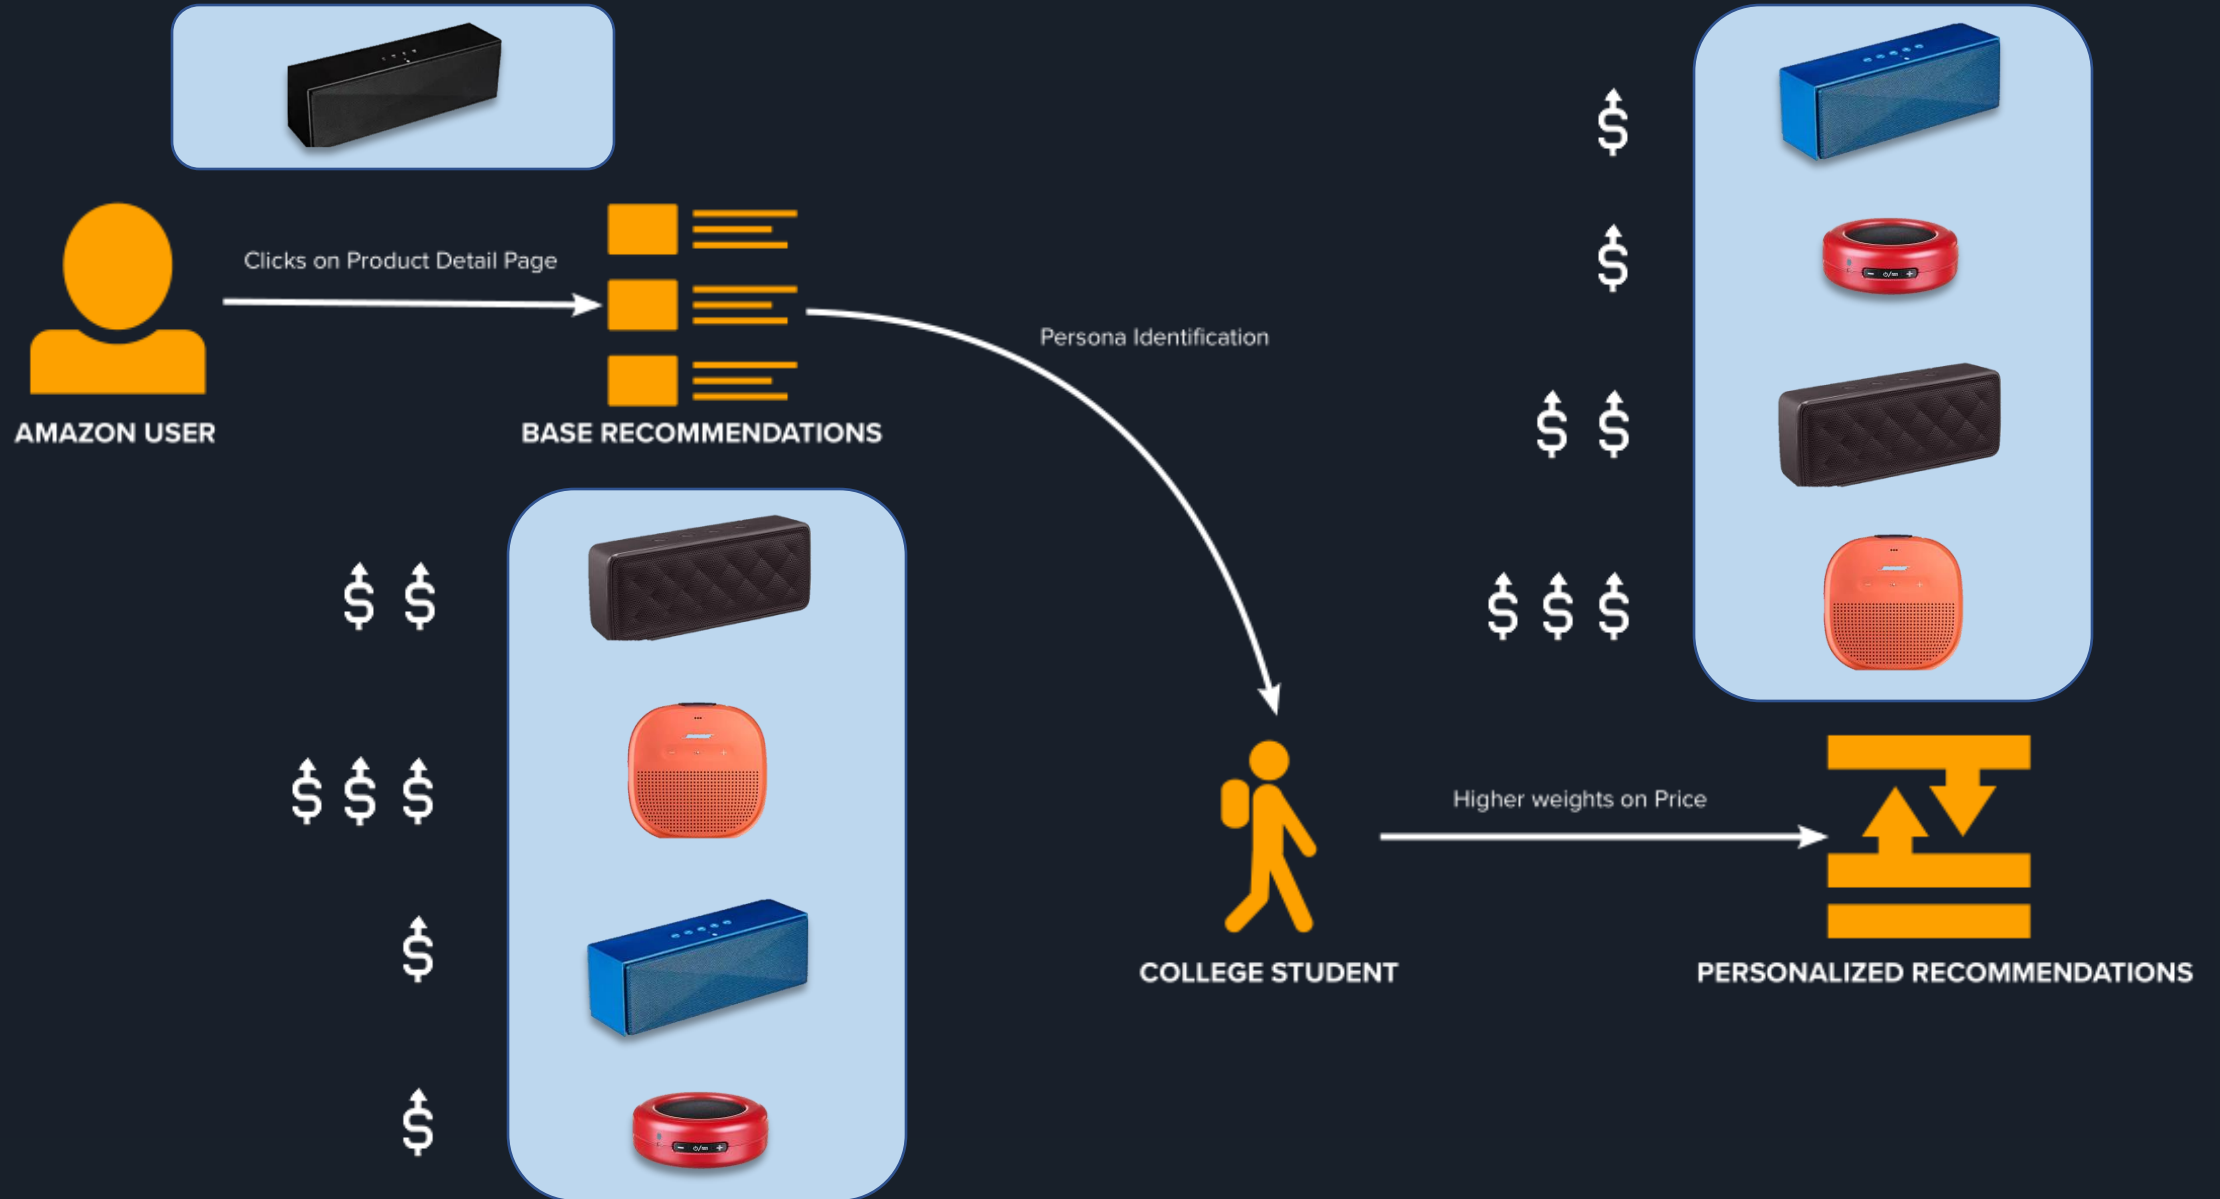 Clicks on Product Detail Page
AMAZON USER
BASE RECOMMENDATIONS
Persona Identification
$
$
$ $
$ $ $
$ $
$ $ $
$
$
Higher weights on Price
COLLEGE STUDENT
PERSONALIZED RECOMMENDATIONS